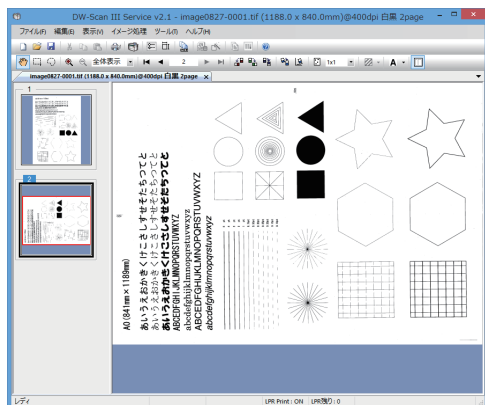 DW-Scan III Service v2.1 - image0827-0001.tif (1188.0 x 840.0mm)@400dpi 白黒 2page
ファイル(F) 編集(E) 表示(V) イメージ処理 ツール(T) ヘルプ(H)
全体表示 2 1x1 A
image0827-0001.tif (1188.0 x 840.0mm)@400dpi 白黒 2page x
1
2
8
8
A0(841mm×1189mm)
あいうえおかきくけこさしすせそたちつてと
あいうえおかきくけこさしすせそたちつてと
あいうえおかきくけこさしすせそたちつてと
ABCEDFGHIJKLMNOPQRSTUVWXYZ
abcedefghijklmnopqrstuvwxyz
ABCEDFGHIJKLMNOPQRSTUVWXYZ
abcedefghijklmnopqrstuvwxyz
レディ
LPR Print : ON LPR残り : 0